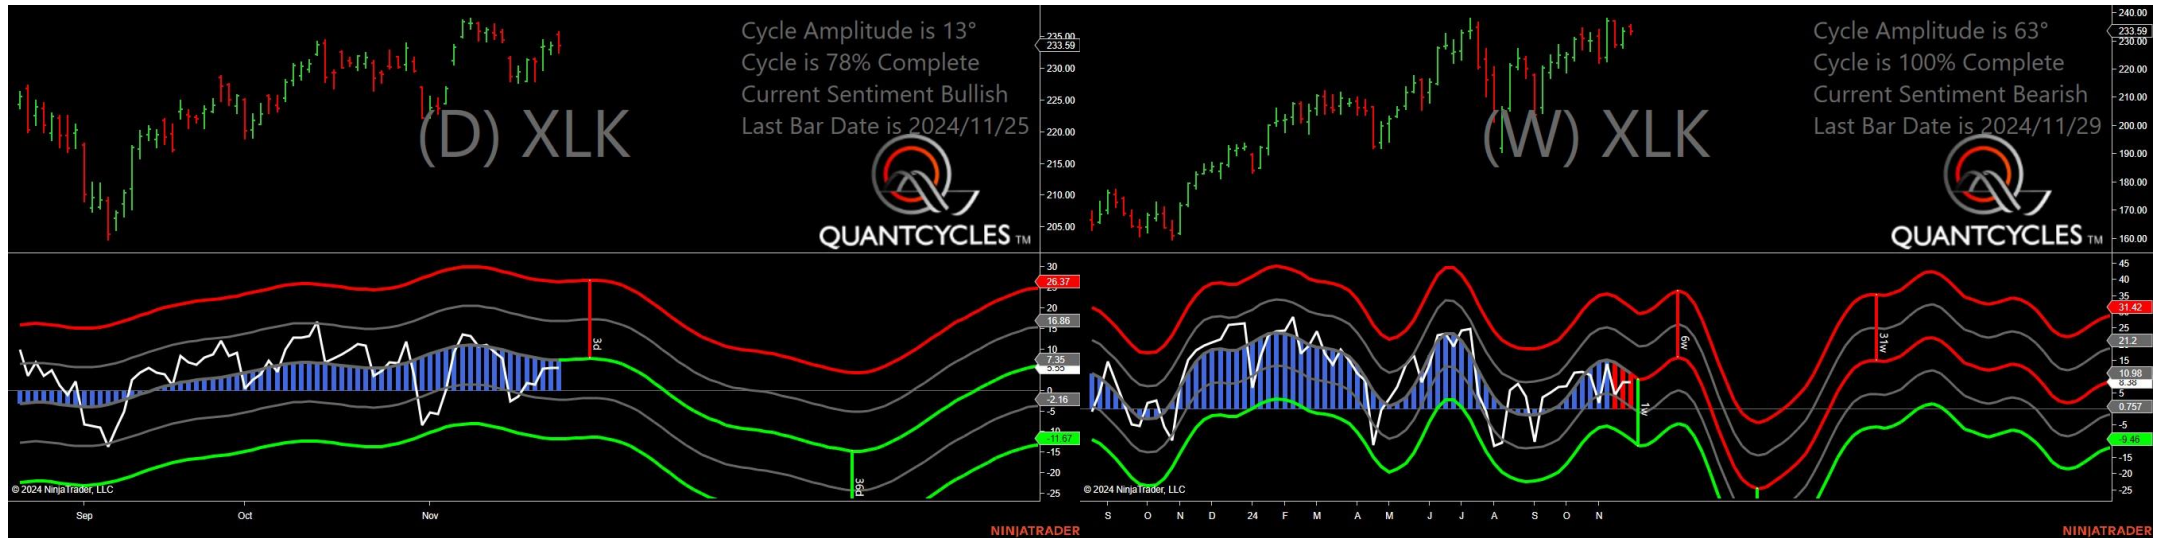 Cycle Amplitude is 13°
Cycle is 78% Complete
Current Sentiment Bullish
Last Bar Date is 2024/11/25
(D) XLK
QUANTCYCLES TM
235.00
233.59
230.00
225.00
220.00
215.00
210.00
205.00
30
26.37
20
16.86
15
10
7.35
5
0
-2.16
-5
-10
-11.67
-15
-20
-25
3d
36d
© 2024 NinjaTrader, LLC
Sep Oct Nov
NINJATRADER
Cycle Amplitude is 63°
Cycle is 100% Complete
Current Sentiment Bearish
Last Bar Date is 2024/11/29
(W) XLK
QUANTCYCLES TM
240.00
233.59
230.00
220.00
210.00
200.00
190.00
180.00
170.00
160.00
45
40
35
31.42
25
21.2
15
10.98
8.38
5
0.757
-5
-9.46
-15
-20
-25
6w
31w
1w
© 2024 NinjaTrader, LLC
S O N D 24 F M A M J J A S O N
NINJATRADER